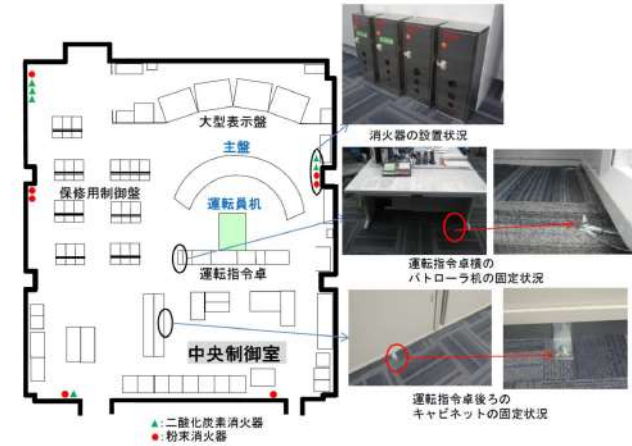 大型表示盤
主盤
保修用制御盤
運転員机
運転指令卓
中央制御室
▲:二酸化炭素消火器
●:粉末消火器
消火器の設置状況
運転指令卓横の
パトローラ机の固定状況
運転指令卓後ろの
キャビネットの固定状況